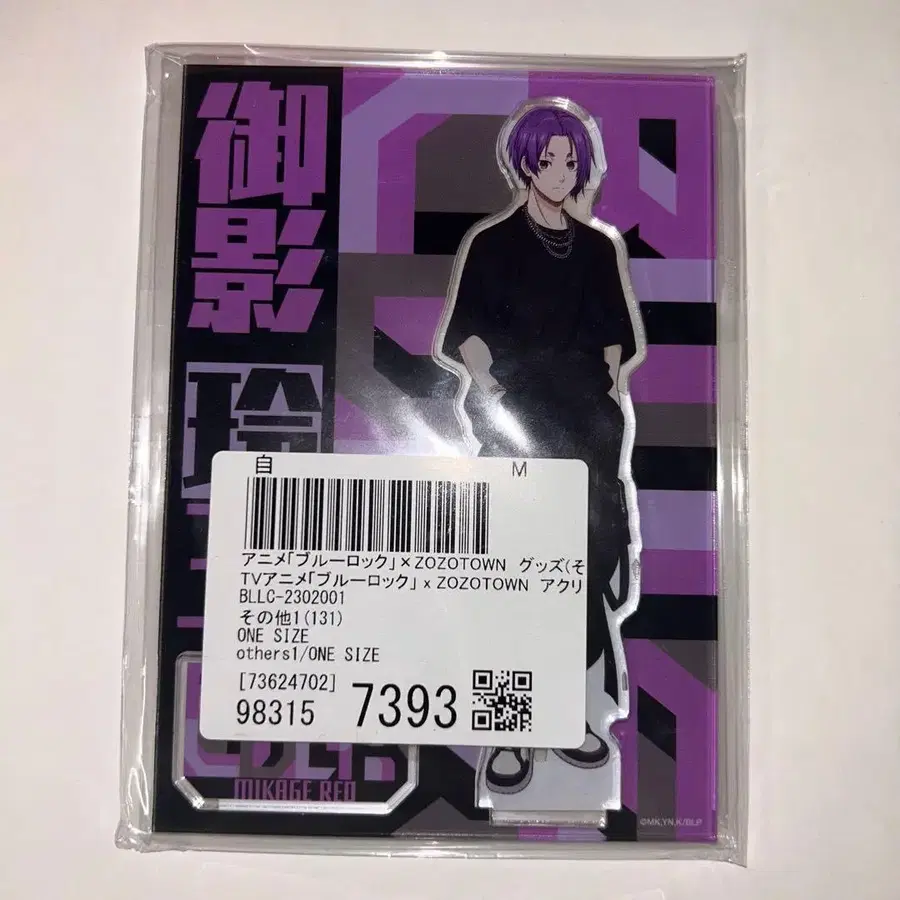 御影
玲
自 M
アニメ「ブルーロック」×ZOZOTOWN グッズ(そ
TVアニメ「ブルーロック」×ZOZOTOWN アクリ
BLLC-2302001
その他1(131)
ONE SIZE
others1/ONE SIZE
[73624702]
98315 7393
MIKAGE REO
©MK,YN,K/BLP